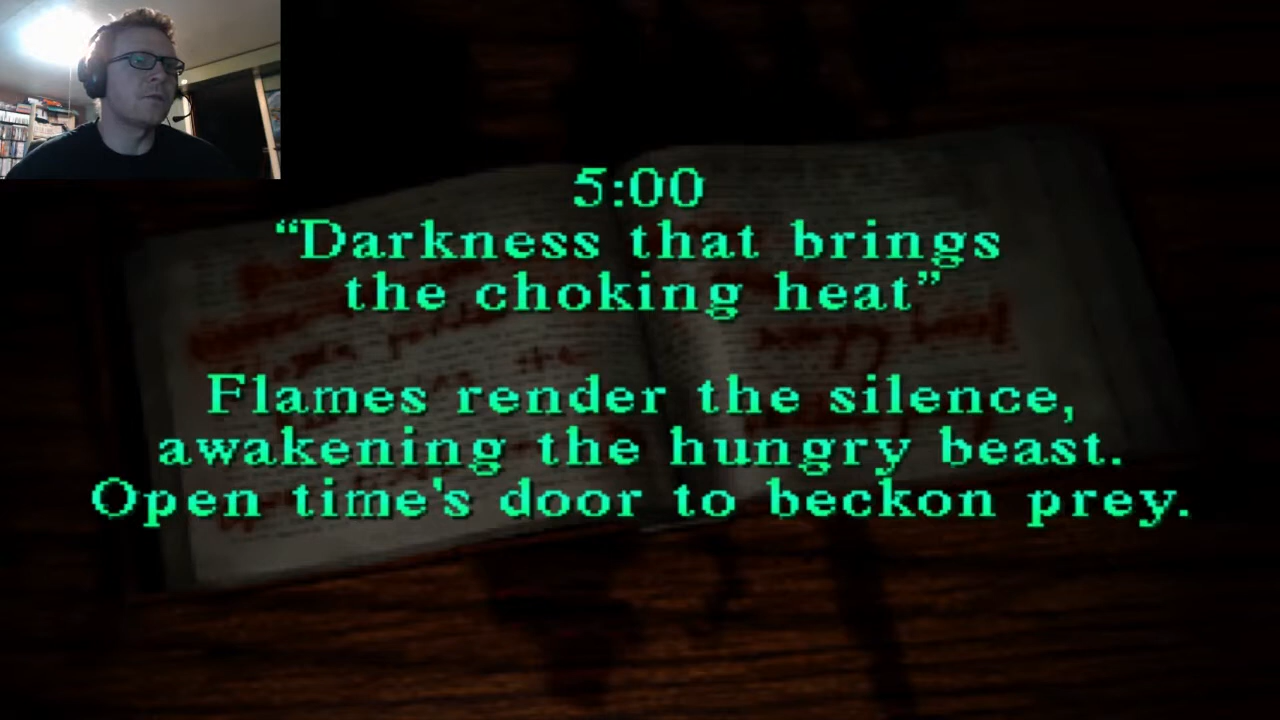 5:00
“Darkness that brings
the choking heat”
Flames render the silence,
awakening the hungry beast.
Open time's door to beckon prey.